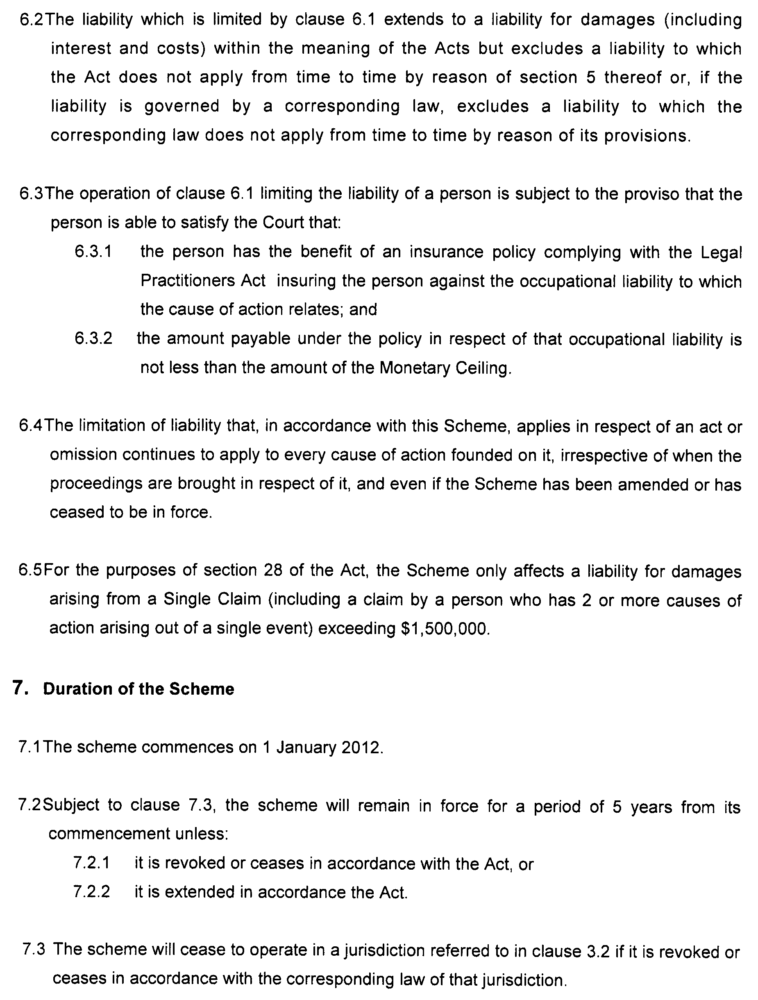 6.2The liability which is limited by clause 6.1 extends to a liability for damages (including
interest and costs) within the meaning of the Acts but excludes a liability to which
the Act does not apply from time to time by reason of section 5 thereof or, if the
liability is governed by a corresponding law, excludes a liability to which the
corresponding law does not apply from time to time by reason of its provisions.
6.3The operation of clause 6.1 limiting the liability of a person is subject to the proviso that the
person is able to satisfy the Court that:
6.3.1 the person has the benefit of an insurance policy complying with the Legal
Practitioners Act insuring the person against the occupational liability to which
the cause of action relates; and
6.3.2 the amount payable under the policy in respect of that occupational liability is
not less than the amount of the Monetary Ceiling.
6.4The limitation of liability that, in accordance with this Scheme, applies in respect of an act or
omission continues to apply to every cause of action founded on it, irrespective of when the
proceedings are brought in respect of it, and even if the Scheme has been amended or has
ceased to be in force.
6.5For the purposes of section 28 of the Act, the Scheme only affects a liability for damages
arising from a Single Claim (including a claim by a person who has 2 or more causes of
action arising out of a single event) exceeding $1,500,000.
7. Duration of the Scheme
7.1The scheme commences on 1 January 2012.
7.2Subject to clause 7.3, the scheme will remain in force for a period of 5 years from its
commencement unless:
7.2.1 it is revoked or ceases in accordance with the Act, or
7.2.2 it is extended in accordance the Act.
7.3 The scheme will cease to operate in a jurisdiction referred to in clause 3.2 if it is revoked or
ceases in accordance with the corresponding law of that jurisdiction.